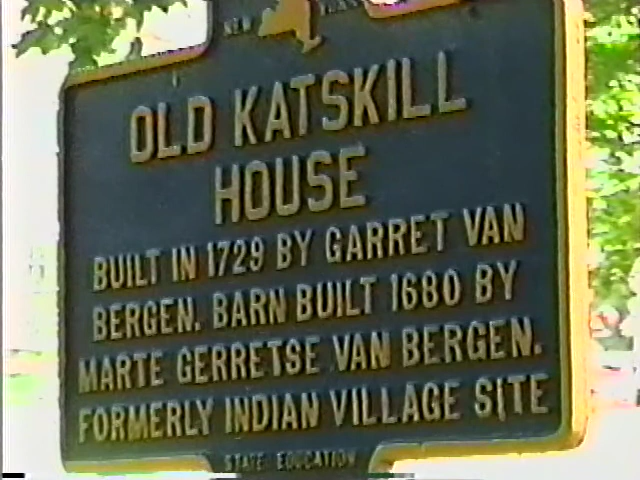 NEW
OLD KATSKILL
HOUSE
BUILT IN 1729 BY GARRET VAN
BERGEN. BARN BUILT 1680 BY
MARTE GERRETSE VAN BERGEN.
FORMERLY INDIAN VILLAGE SITE
STATE EDUCATION